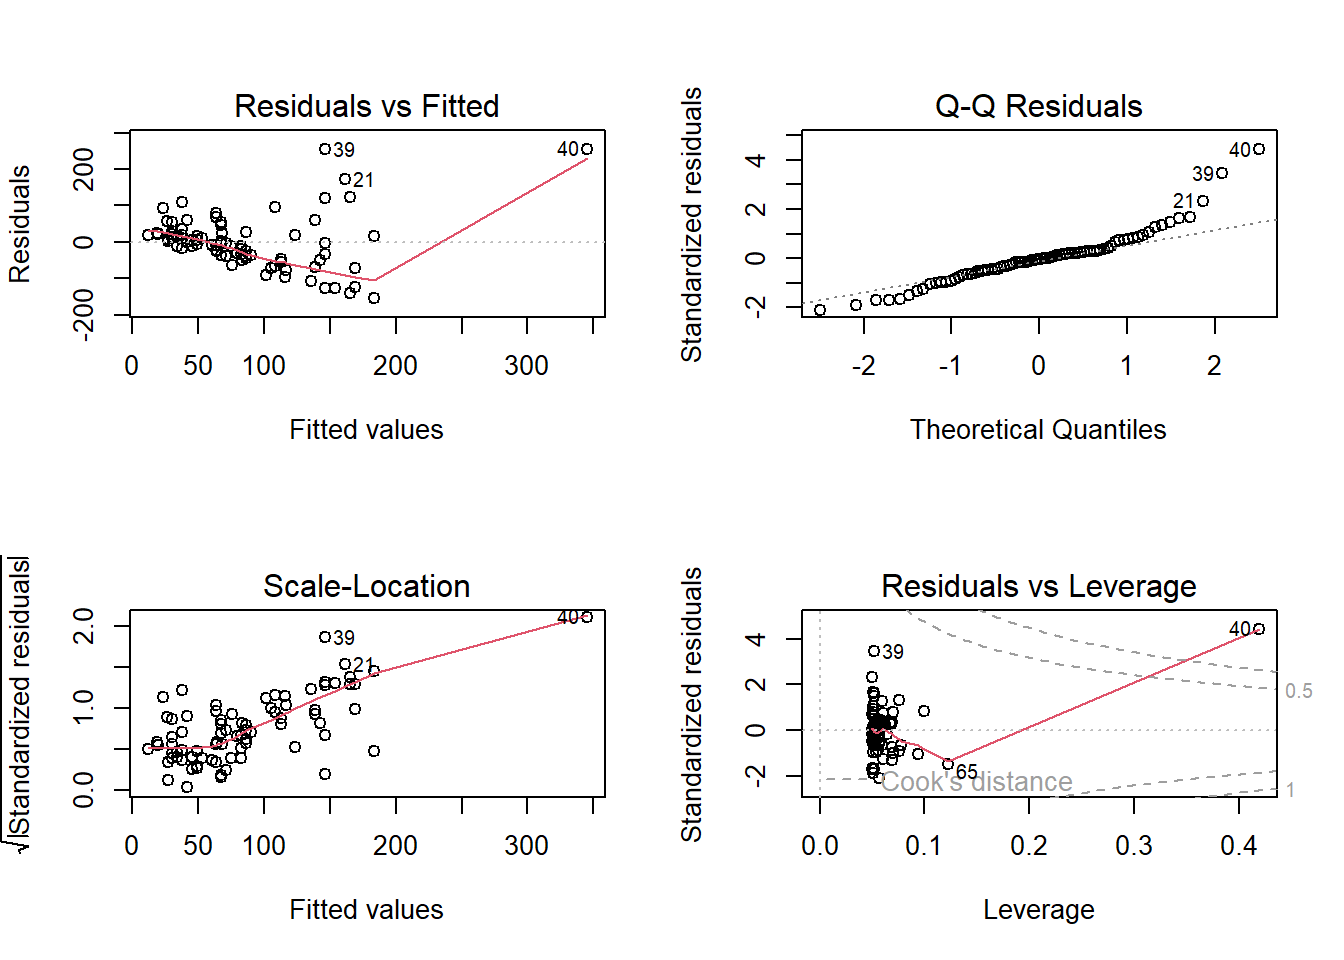 Residuals vs Fitted
Residuals
200
0
-200
39
21
40
0 50 100 200 300
Fitted values
Q-Q Residuals
Standardized residuals
4
2
0
-2
40
39
21
-2 -1 0 1 2
Theoretical Quantiles
Scale-Location
√|Standardized residuals|
2.0
1.0
0.0
40
39
21
0 50 100 200 300
Fitted values
Residuals vs Leverage
Standardized residuals
4
2
0
-2
40
39
0.5
65
Cook's distance
1
0.0 0.1 0.2 0.3 0.4
Leverage